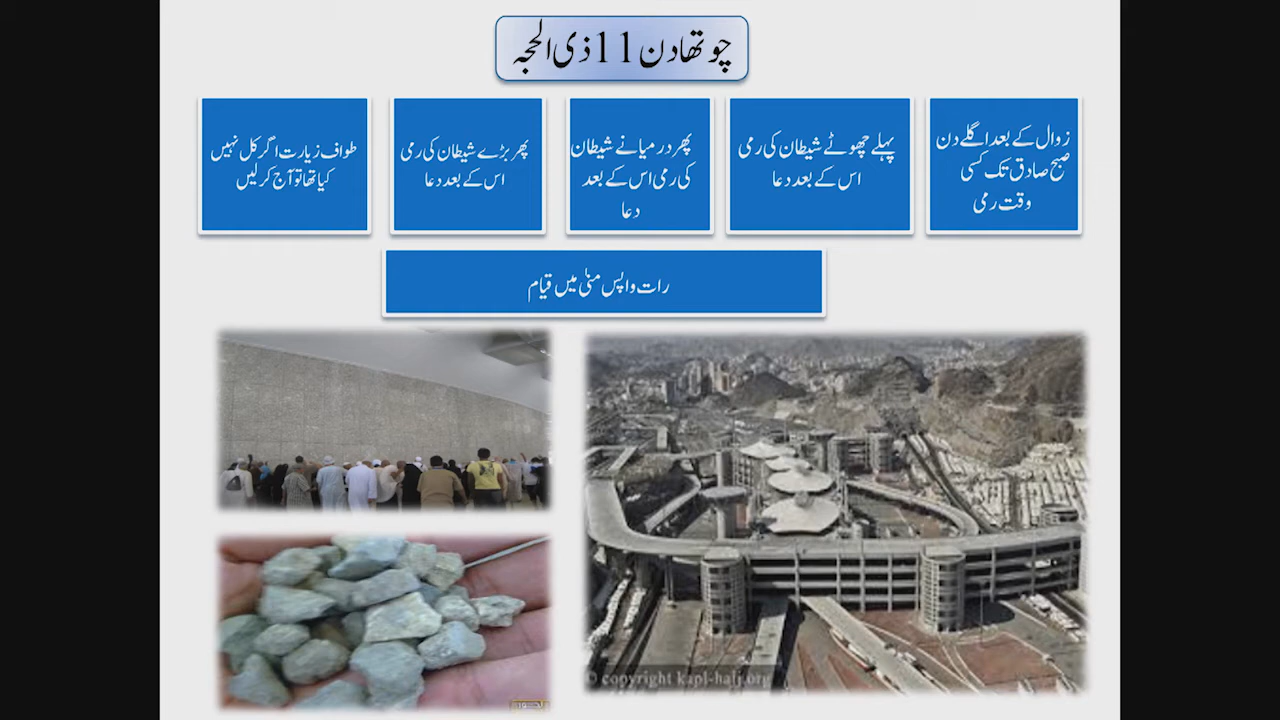 چوتھا دن 11 ذی الحجہ
زوال کے بعد اگلے دن
صبح صادق تک کسی
وقت رمی
پہلے چھوٹے شیطان کی رمی
اس کے بعد دعا
پھر درمیانے شیطان
کی رمی اس کے بعد
دعا
پھر بڑے شیطان کی رمی
اس کے بعد دعا
طواف زیارت اگر کل نہیں
کیا تھا تو آج کر لیں
رات واپس منیٰ میں قیام
© copyright kapl-hajj.org